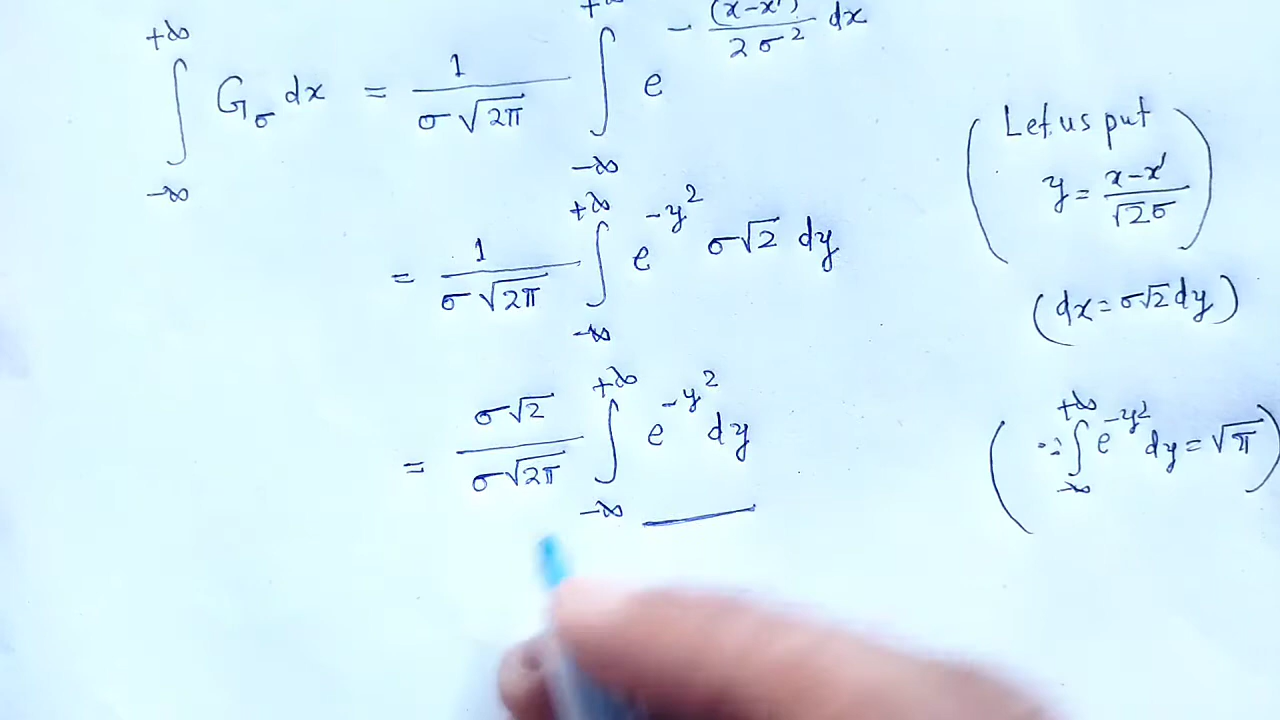 ∫_{-∞}^{+∞} G_σ dx = 1/(σ√2π) ∫_{-∞}^{+∞} e^{-(x-x')/2σ²} dx
(Let us put
y = (x-x')/(√2σ))
= 1/(σ√2π) ∫_{-∞}^{+∞} e^{-y²} σ√2 dy
(dx = σ√2 dy)
= σ√2/(σ√2π) ∫_{-∞}^{+∞} e^{-y²} dy
(∵ ∫_{-∞}^{+∞} e^{-y²} dy = √π)